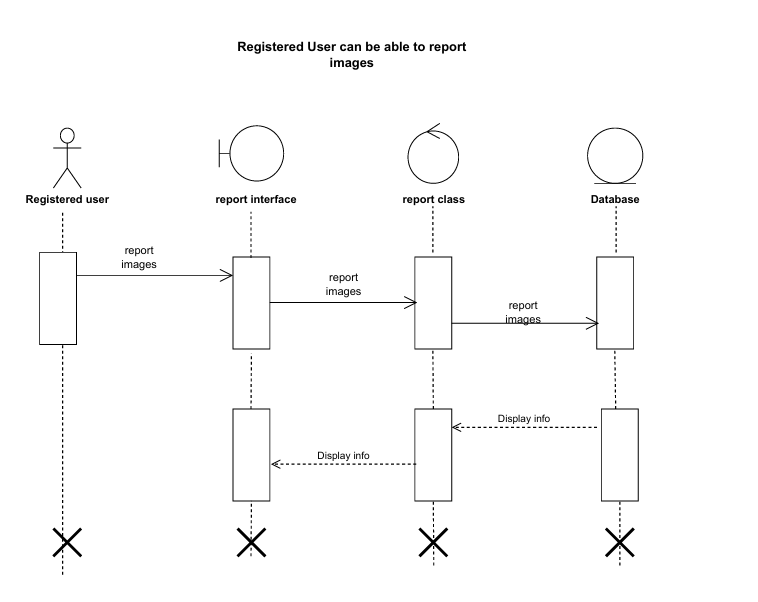 Registered User can be able to report
images
Registered user
report interface
report class
Database
report
images
report
images
report
images
Display info
Display info